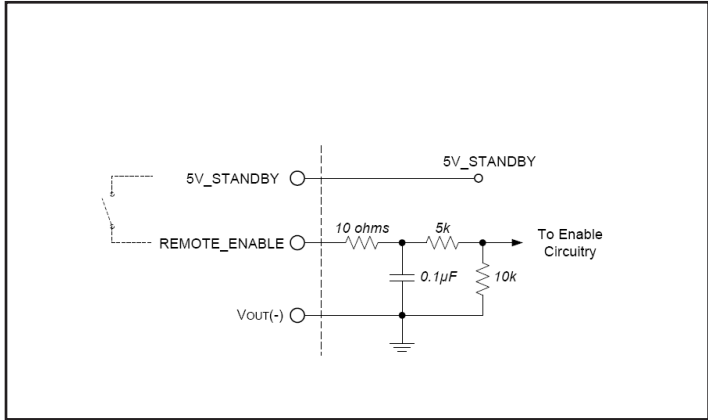 5V_STANDBY
5V_STANDBY
REMOTE_ENABLE
10 ohms
5k
To Enable
Circuitry
0.1µF
10k
VOUT(-)